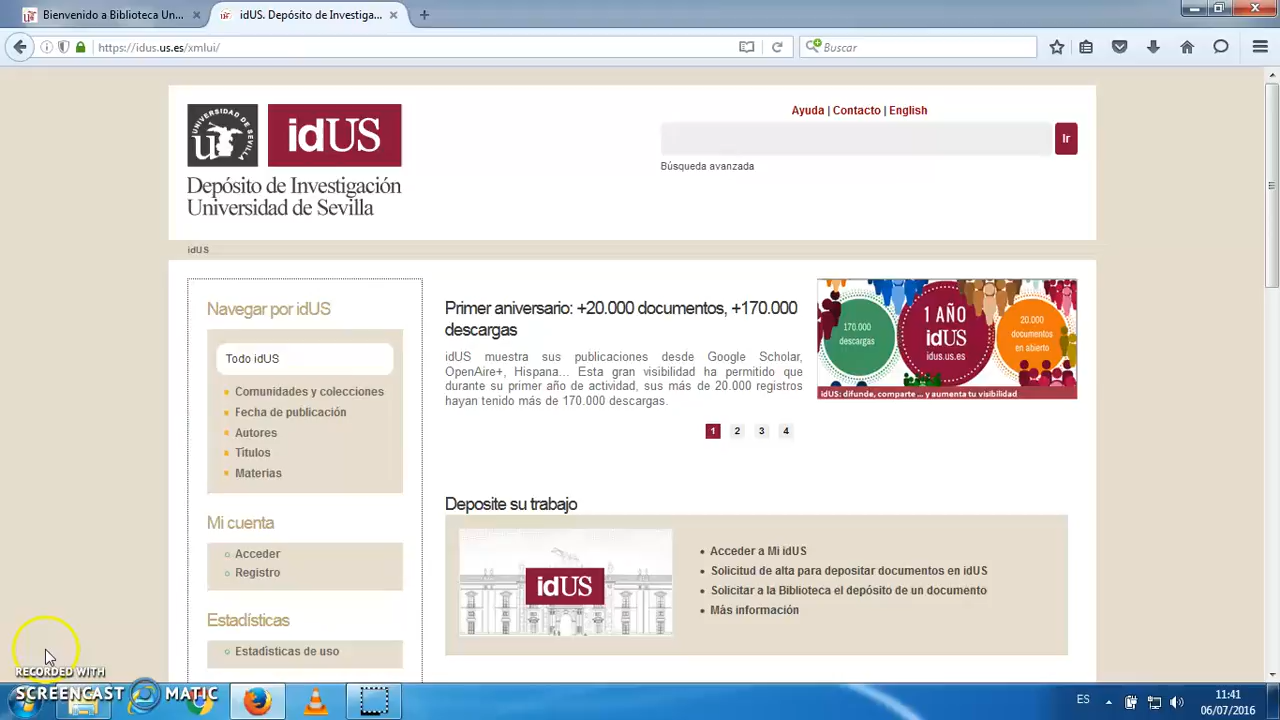 Bienvenido a Biblioteca Un...
idUS. Depósito de Investiga...
https://idus.us.es/xmlui/
Buscar
UNIVERSIDAD DE SEVILLA
idUS
Depósito de Investigación
Universidad de Sevilla
Ayuda | Contacto | English
Ir
Búsqueda avanzada
idUS
Navegar por idUS
Todo idUS
Comunidades y colecciones
Fecha de publicación
Autores
Títulos
Materias
Mi cuenta
Acceder
Registro
Estadísticas
Estadísticas de uso
Primer aniversario: +20.000 documentos, +170.000
descargas
idUS muestra sus publicaciones desde Google Scholar,
OpenAire+, Hispana... Esta gran visibilidad ha permitido que
durante su primer año de actividad, sus más de 20.000 registros
hayan tenido más de 170.000 descargas.
1 2 3 4
170.000
descargas
1 AÑO
idUS
idus.us.es
20.000
documentos
en abierto
idUS: difunde, comparte ... y aumenta tu visibilidad
Deposite su trabajo
idUS
Acceder a Mi idUS
Solicitud de alta para depositar documentos en idUS
Solicitar a la Biblioteca el depósito de un documento
Más información
RECORDED WITH
SCREENCAST MATIC
ES
11:41
06/07/2016